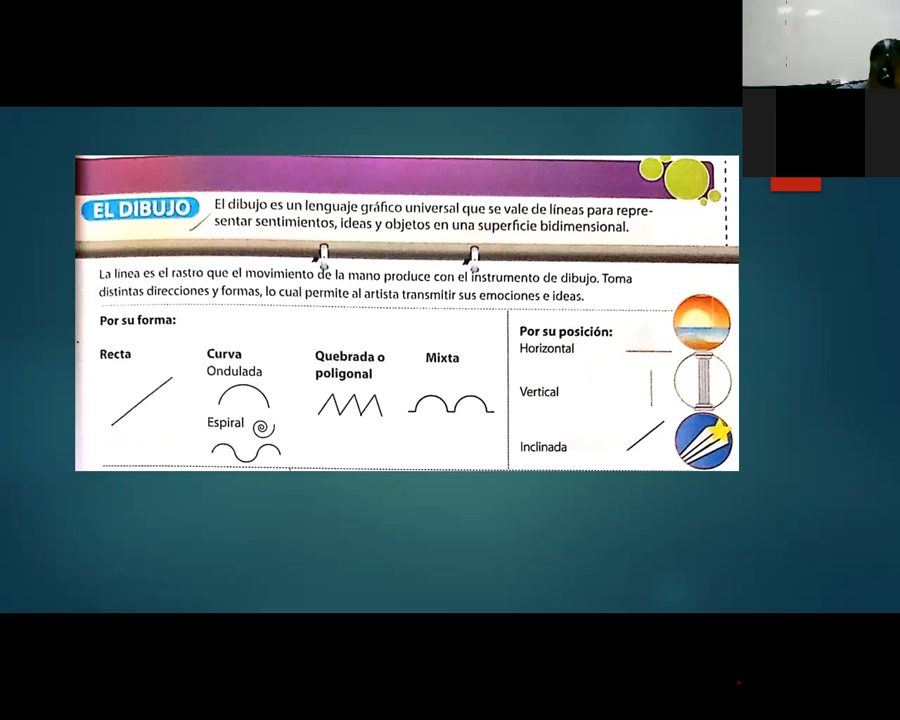 EL DIBUJO
El dibujo es un lenguaje gráfico universal que se vale de líneas para repre-
sentar sentimientos, ideas y objetos en una superficie bidimensional.
La línea es el rastro que el movimiento de la mano produce con el instrumento de dibujo. Toma
distintas direcciones y formas, lo cual permite al artista transmitir sus emociones e ideas.
Por su forma:
Recta
Curva
Ondulada
Espiral
Quebrada o
poligonal
Mixta
Por su posición:
Horizontal
Vertical
Inclinada